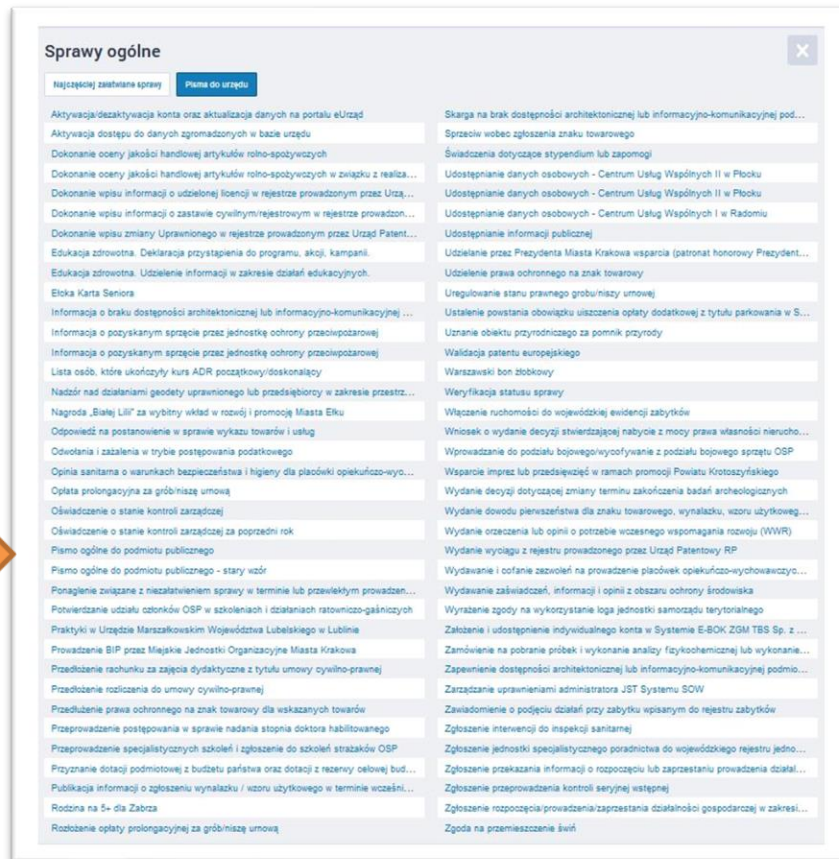 Sprawy ogólne
Najczęściej załatwiane sprawy
Pisma do urzędu
Aktywacja/dezaktywacja konta oraz aktualizacja danych na portalu eUrząd
Aktywacja dostępu do danych zgromadzonych w bazie urzędu
Dokonanie oceny jakości handlowej artykułów rolno-spożywczych
Dokonanie oceny jakości handlowej artykułów rolno-spożywczych w związku z realiza...
Dokonanie wpisu informacji o udzielonej licencji w rejestrze prowadzonym przez Urzą...
Dokonanie wpisu informacji o zastawie cywilnym/rejestrowym w rejestrze prowadzon...
Dokonanie wpisu zmiany Uprawnionego w rejestrze prowadzonym przez Urząd Patent...
Edukacja zdrowotna. Deklaracja przystąpienia do programu, akcji, kampanii.
Edukacja zdrowotna. Udzielenie informacji w zakresie działań edukacyjnych.
Ełcka Karta Seniora
Informacja o braku dostępności architektonicznej lub informacyjno-komunikacyjnej ...
Informacja o pozyskanym sprzęcie przez jednostkę ochrony przeciwpożarowej
Informacja o pozyskanym sprzęcie przez jednostkę ochrony przeciwpożarowej
Lista osób, które ukończyły kurs ADR początkowy/doskonalący
Nadzór nad działaniami geodety uprawnionego lub przedsiębiorcy w zakresie przestrz...
Nagroda „Białej Lilii" za wybitny wkład w rozwój i promocję Miasta Ełku
Odpowiedź na postanowienie w sprawie wykazu towarów i usług
Odwołania i zażalenia w trybie postępowania podatkowego
Opinia sanitarna o warunkach bezpieczeństwa i higieny dla placówki opiekuńczo-wyc...
Opłata prolongacyjna za grób/niszę urnową
Oświadczenie o stanie kontroli zarządczej
Oświadczenie o stanie kontroli zarządczej za poprzedni rok
Pismo ogólne do podmiotu publicznego
Pismo ogólne do podmiotu publicznego - stary wzór
Ponaglenie związane z niezałatwieniem sprawy w terminie lub przewlekłym prowadzen...
Potwierdzanie udziału członków OSP w szkoleniach i działaniach ratowniczo-gaśniczych
Praktyki w Urzędzie Marszałkowskim Województwa Lubelskiego w Lublinie
Prowadzenie BIP przez Miejskie Jednostki Organizacyjne Miasta Krakowa
Przedłożenie rachunku za zajęcia dydaktyczne z tytułu umowy cywilno-prawnej
Przedłożenie rozliczenia do umowy cywilno-prawnej
Przedłużenie prawa ochronnego na znak towarowy dla wskazanych towarów
Przeprowadzenie postępowania w sprawie nadania stopnia doktora habilitowanego
Przeprowadzenie specjalistycznych szkoleń i zgłoszenie do szkoleń strażaków OSP
Przyznanie dotacji podmiotowej z budżetu państwa oraz dotacji z rezerwy celowej bud...
Publikacja informacji o zgłoszeniu wynalazku / wzoru użytkowego w terminie wcześni...
Rodzina na 5+ dla Zabrza
Rozłożenie opłaty prolongacyjnej za grób/niszę urnową
Skarga na brak dostępności architektonicznej lub informacyjno-komunikacyjnej pod...
Sprzeciw wobec zgłoszenia znaku towarowego
Świadczenia dotyczące stypendium lub zapomogi
Udostępnianie danych osobowych - Centrum Usług Wspólnych II w Płocku
Udostępnianie danych osobowych - Centrum Usług Wspólnych II w Płocku
Udostępnianie danych osobowych - Centrum Usług Wspólnych I w Radomiu
Udostępnianie informacji publicznej
Udzielanie przez Prezydenta Miasta Krakowa wsparcia (patronat honorowy Prezydent...
Udzielenie prawa ochronnego na znak towarowy
Uregulowanie stanu prawnego grobu/niszy urnowej
Ustalenie powstania obowiązku uiszczenia opłaty dodatkowej z tytułu parkowania w S...
Uznanie obiektu przyrodniczego za pomnik przyrody
Walidacja patentu europejskiego
Warszawski bon żłobkowy
Weryfikacja statusu sprawy
Włączenie ruchomości do wojewódzkiej ewidencji zabytków
Wniosek o wydanie decyzji stwierdzającej nabycie z mocy prawa własności nierucho...
Wprowadzanie do podziału bojowego/wycofywanie z podziału bojowego sprzętu OSP
Wsparcie imprez lub przedsięwzięć w ramach promocji Powiatu Krotoszyńskiego
Wydanie decyzji dotyczącej zmiany terminu zakończenia badań archeologicznych
Wydanie dowodu pierwszeństwa dla znaku towarowego, wynalazku, wzoru użytkoweg...
Wydanie orzeczenia lub opinii o potrzebie wczesnego wspomagania rozwoju (WWR)
Wydanie wyciągu z rejestru prowadzonego przez Urząd Patentowy RP
Wydawanie i cofanie zezwoleń na prowadzenie placówek opiekuńczo-wychowawczyc...
Wydawanie zaświadczeń, informacji i opinii z obszaru ochrony środowiska
Wyrażenie zgody na wykorzystanie loga jednostki samorządu terytorialnego
Założenie i udostępnienie indywidualnego konta w Systemie E-BOK ZGM TBS Sp. z ...
Zamówienie na pobranie próbek i wykonanie analizy fizykochemicznej lub wykonanie...
Zapewnienie dostępności architektonicznej lub informacyjno-komunikacyjnej podmio...
Zarządzanie uprawnieniami administratora JST Systemu SOW
Zawiadomienie o podjęciu działań przy zabytku wpisanym do rejestru zabytków
Zgłoszenie interwencji do inspekcji sanitarnej
Zgłoszenie jednostki specjalistycznego poradnictwa do wojewódzkiego rejestru jedno...
Zgłoszenie przekazania informacji o rozpoczęciu lub zaprzestaniu prowadzenia działal...
Zgłoszenie przeprowadzenia kontroli seryjnej wstępnej
Zgłoszenie rozpoczęcia/prowadzenia/zaprzestania działalności gospodarczej w zakresi...
Zgoda na przemieszczenie świń